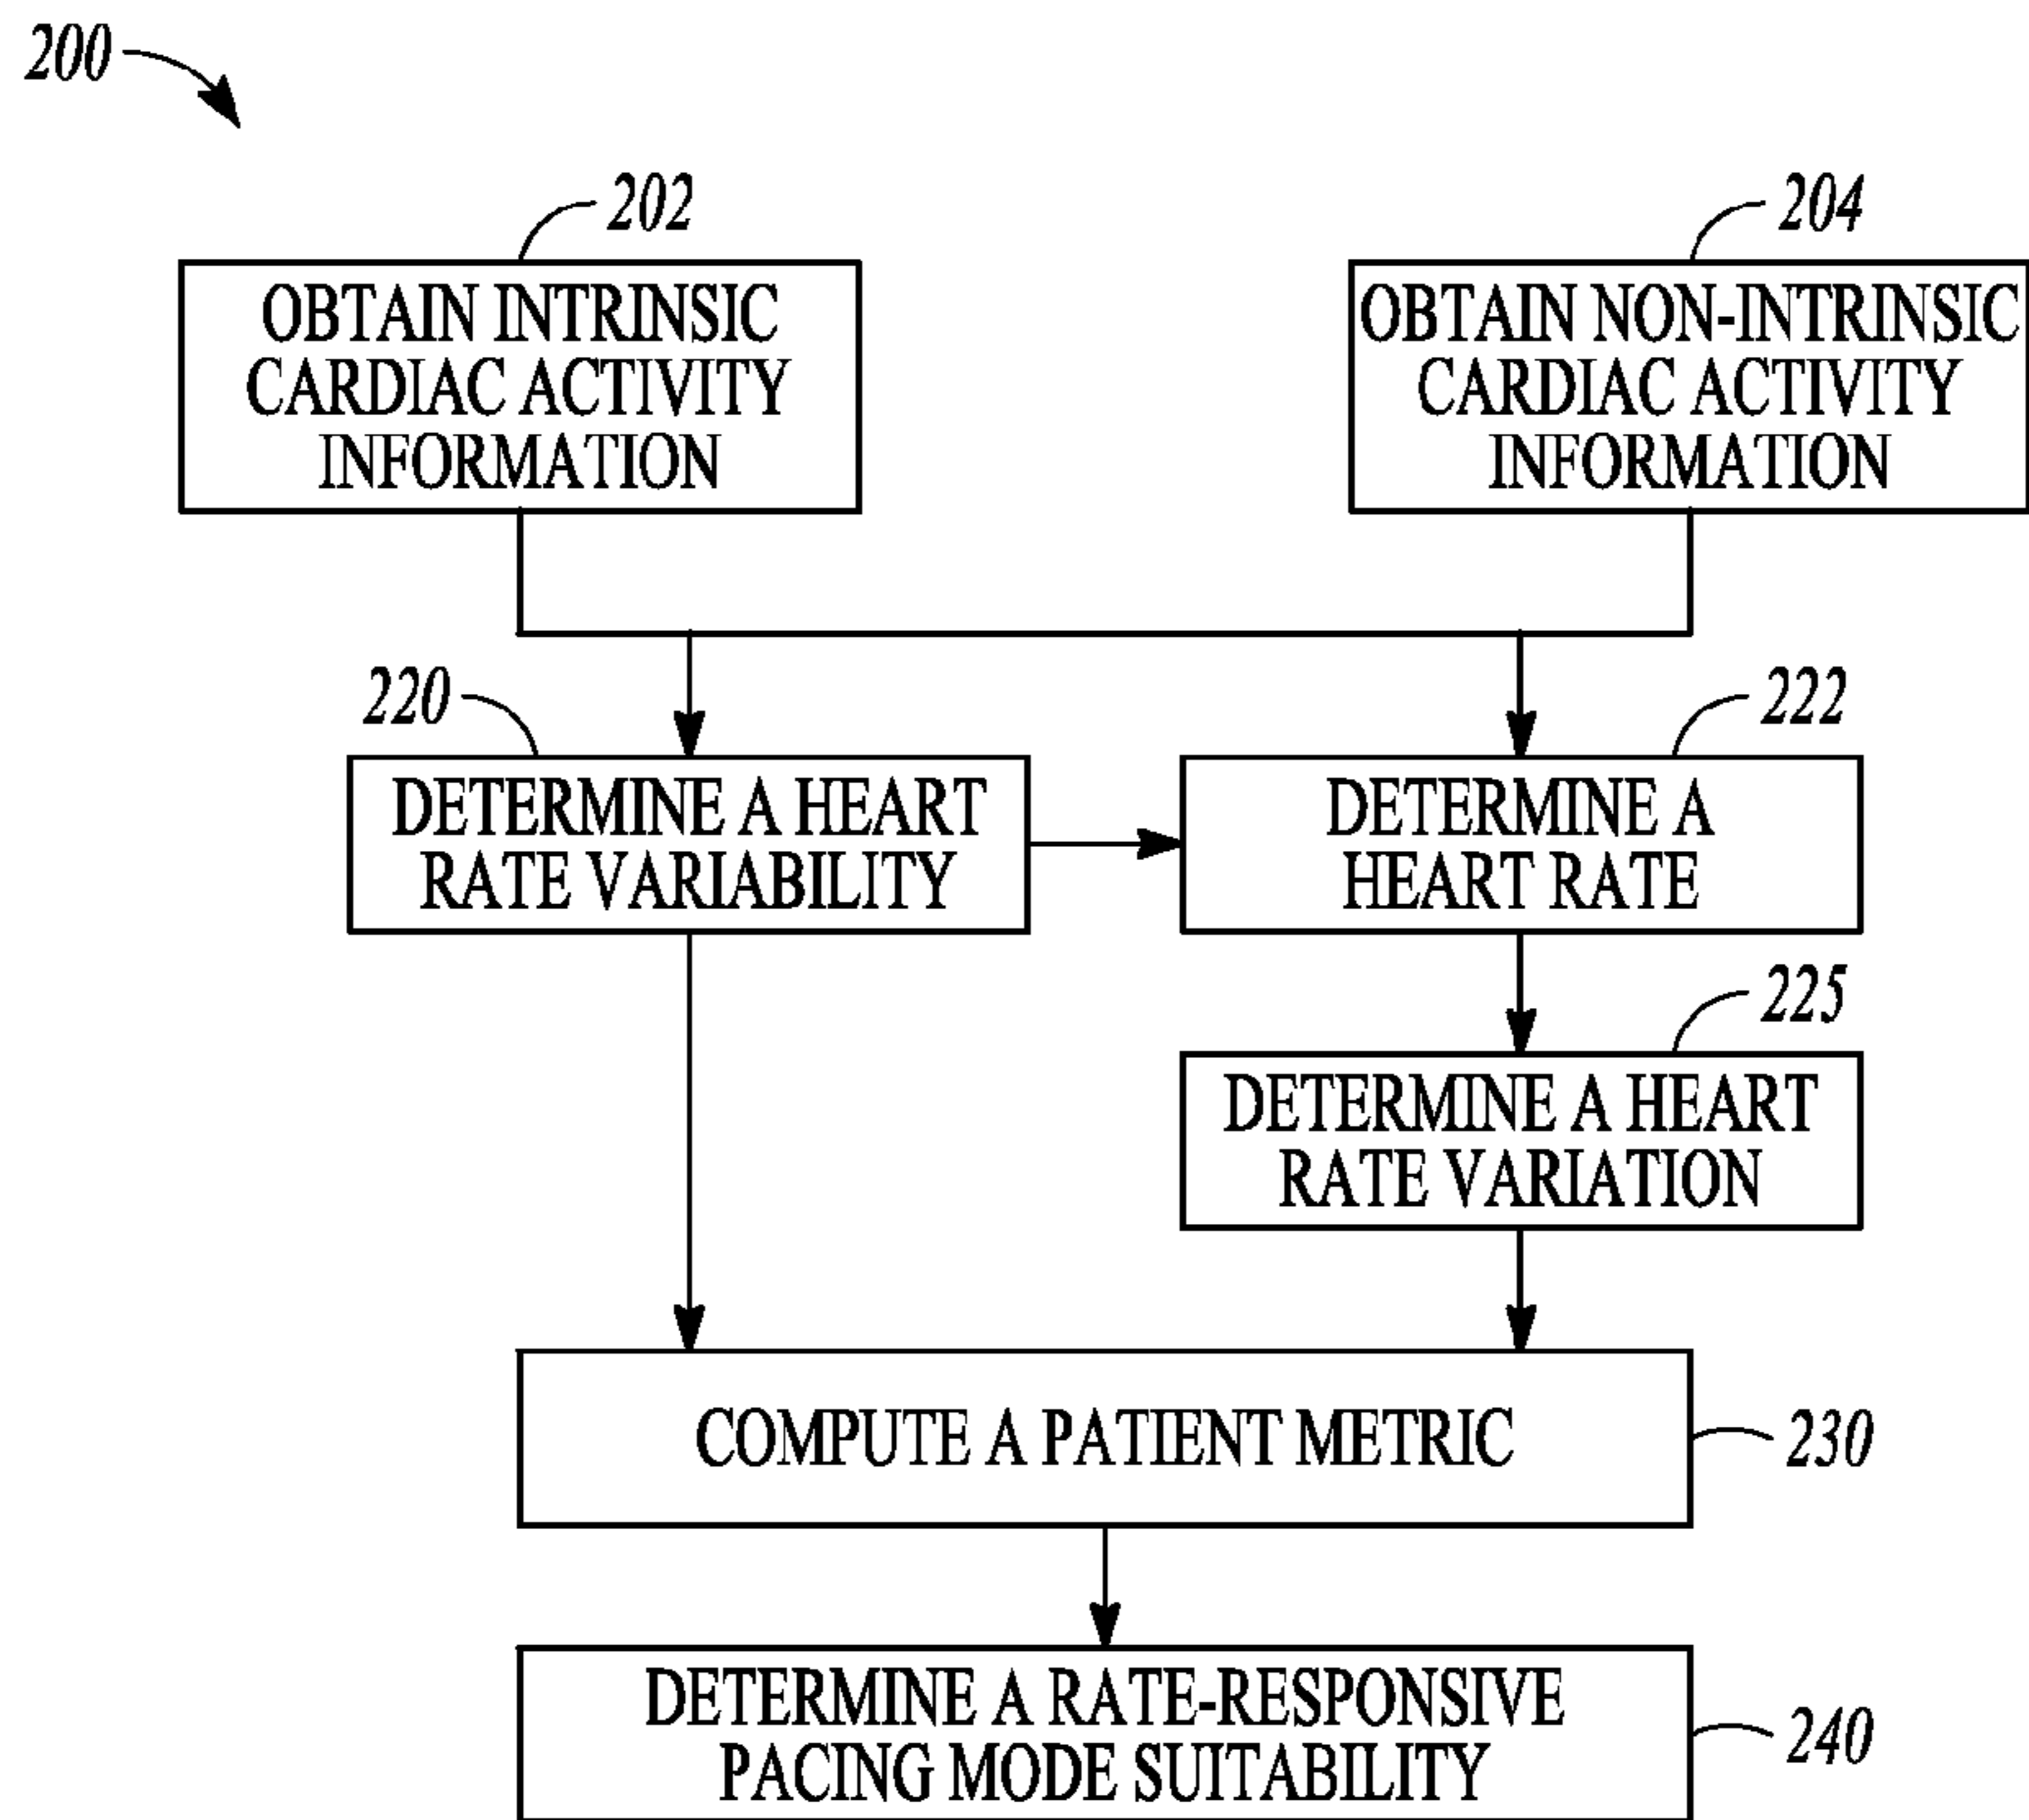 200
202
204
OBTAIN INTRINSIC
CARDIAC ACTIVITY
INFORMATION
OBTAIN NON-INTRINSIC
CARDIAC ACTIVITY
INFORMATION
220
222
DETERMINE A HEART
RATE VARIABILITY
DETERMINE A
HEART RATE
225
DETERMINE A HEART
RATE VARIATION
COMPUTE A PATIENT METRIC
230
DETERMINE A RATE-RESPONSIVE
PACING MODE SUITABILITY
240